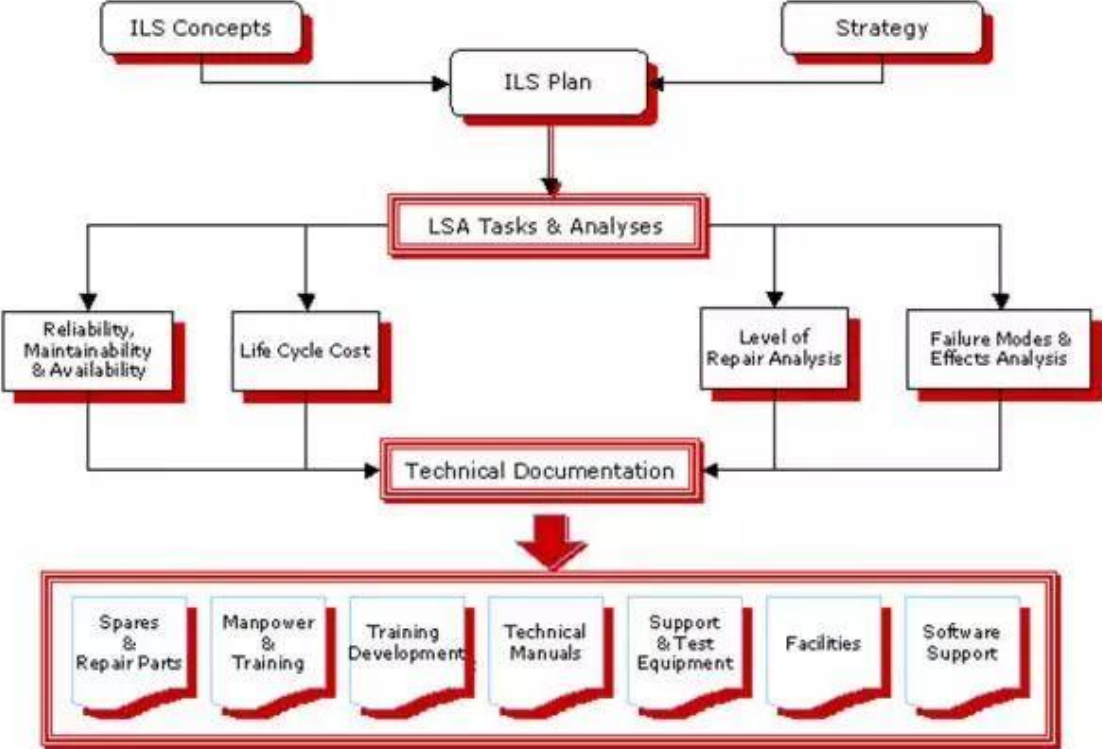 ILS Concepts
Strategy
ILS Plan
LSA Tasks & Analyses
Reliability,
Maintainability
& Availability
Life Cycle Cost
Level of
Repair Analysis
Failure Modes &
Effects Analysis
Technical Documentation
Spares
&
Repair Parts
Manpower
&
Training
Training
Development
Technical
Manuals
Support
& Test
Equipment
Facilities
Software
Support